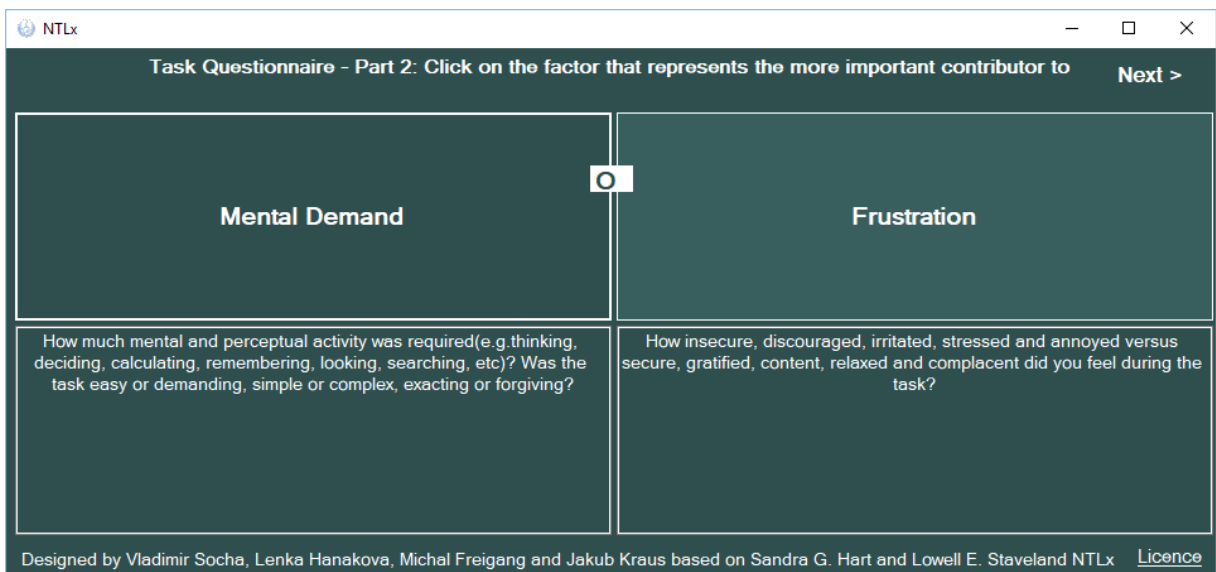 NTLx
Task Questionnaire - Part 2: Click on the factor that represents the more important contributor to
Next >
O
Mental Demand
Frustration
How much mental and perceptual activity was required(e.g.thinking,
deciding, calculating, remembering, looking, searching, etc)? Was the
task easy or demanding, simple or complex, exacting or forgiving?
How insecure, discouraged, irritated, stressed and annoyed versus
secure, gratified, content, relaxed and complacent did you feel during the
task?
Designed by Vladimir Socha, Lenka Hanakova, Michal Freigang and Jakub Kraus based on Sandra G. Hart and Lowell E. Staveland NTLx
Licence